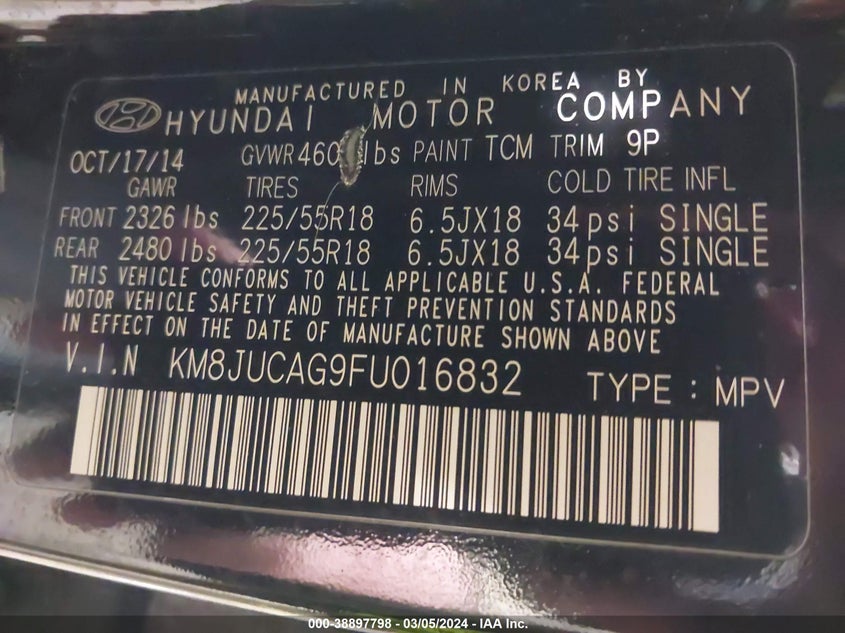 MANUFACTURED IN KOREA BY
HYUNDAI MOTOR COMPANY
OCT/17/14 GVWR lbs PAINT TCM TRIM 9P
GAWR TIRES RIMS COLD TIRE INFL
FRONT 2326 lbs 225/55R18 6.5JX18 34psi SINGLE
REAR 2480 lbs 225/55R18 6.5JX18 34psi SINGLE
THIS VEHICLE CONFORMS TO ALL APPLICABLE U.S.A. FEDERAL
MOTOR VEHICLE SAFETY AND THEFT PREVENTION STANDARDS
IN EFFECT ON THE DATE OF MANUFACTURE SHOWN ABOVE
V.I.N KM8JUCAG9FU016832 TYPE : MPV
000-38897798 - 03/05/2024 - IAA Inc.